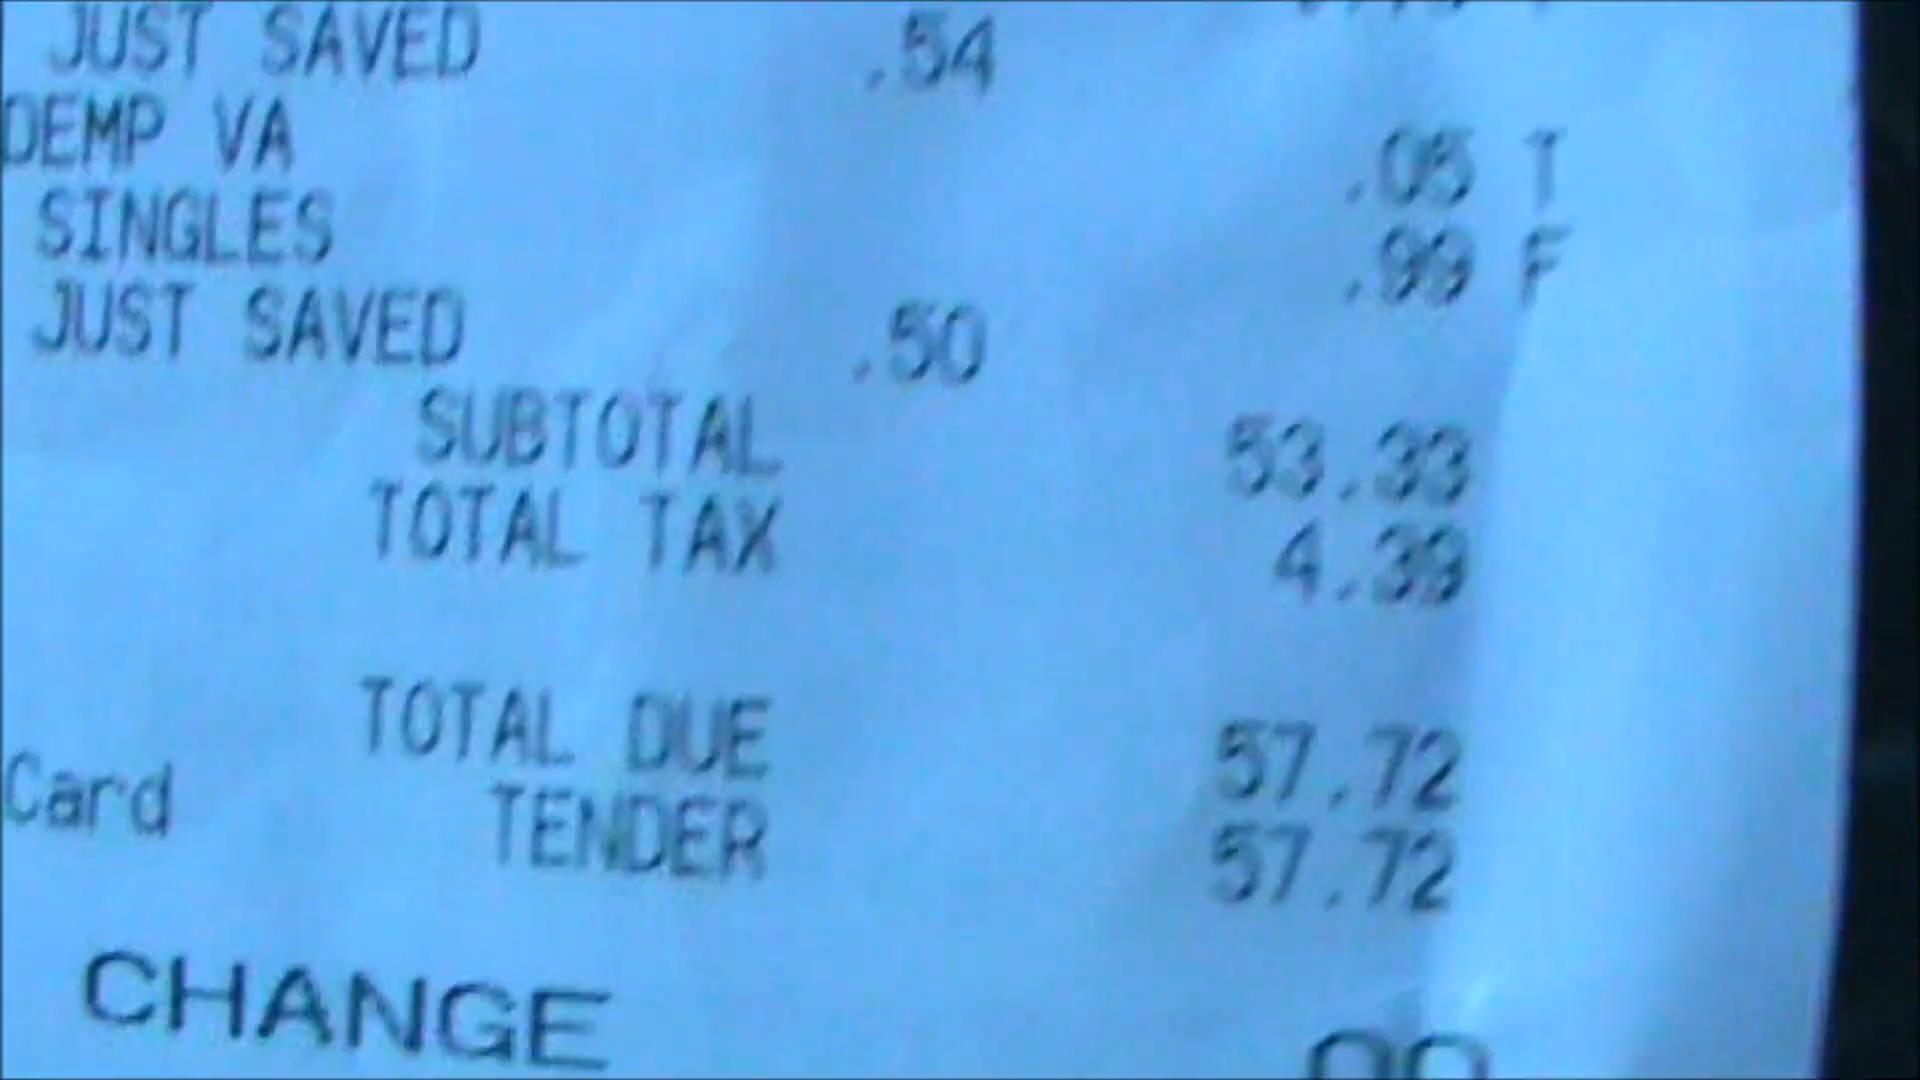 JUST SAVED .54
DEMP VA .05 T
SINGLES .99 F
JUST SAVED .50
SUBTOTAL 53.33
TOTAL TAX 4.39
TOTAL DUE 57.72
Card TENDER 57.72
CHANGE